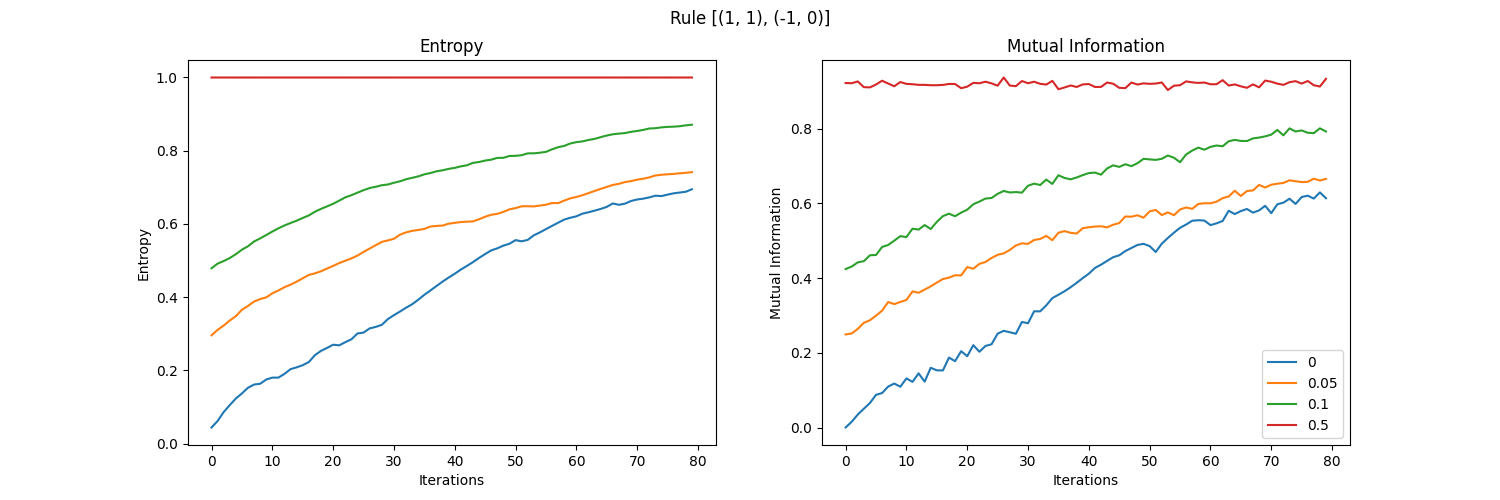 Rule [(1, 1), (-1, 0)]
Entropy
Entropy
1.0
0.8
0.6
0.4
0.2
0.0
0 10 20 30 40 50 60 70 80
Iterations
Mutual Information
Mutual Information
0.8
0.6
0.4
0.2
0.0
0 10 20 30 40 50 60 70 80
Iterations
0
0.05
0.1
0.5